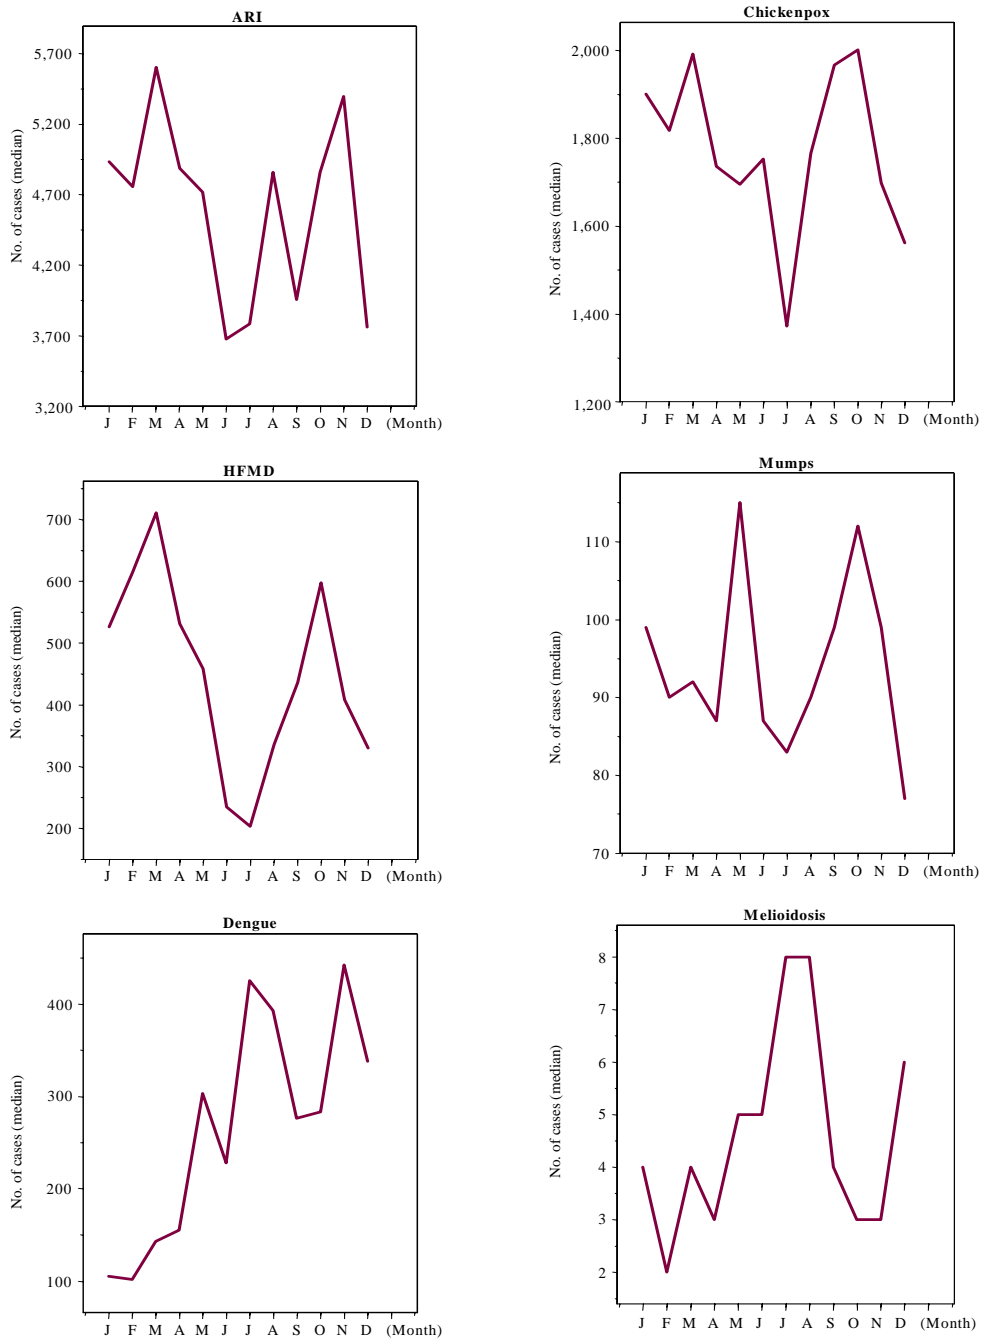 ARI
No. of cases (median)
5,700
5,200
4,700
4,200
3,700
3,200
J F M A M J J A S O N D (Month)
Chickenpox
No. of cases (median)
2,000
1,800
1,600
1,400
1,200
J F M A M J J A S O N D (Month)
HFMD
No. of cases (median)
700
600
500
400
300
200
J F M A M J J A S O N D (Month)
Mumps
No. of cases (median)
110
100
90
80
70
J F M A M J J A S O N D (Month)
Dengue
No. of cases (median)
400
300
200
100
J F M A M J J A S O N D (Month)
Melioidosis
No. of cases (median)
8
7
6
5
4
3
2
J F M A M J J A S O N D (Month)